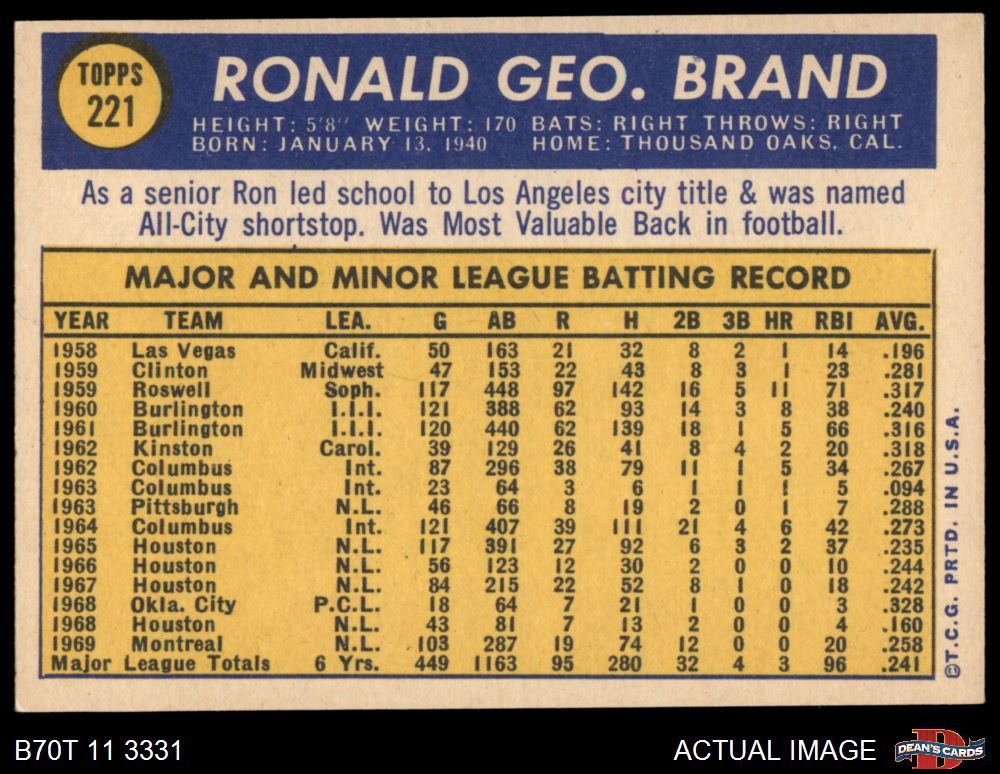 TOPPS
221
RONALD GEO. BRAND
HEIGHT: 5'8" WEIGHT: 170 BATS: RIGHT THROWS: RIGHT
BORN: JANUARY 13, 1940 HOME: THOUSAND OAKS, CAL.
As a senior Ron led school to Los Angeles city title & was named
All-City shortstop. Was Most Valuable Back in football.
MAJOR AND MINOR LEAGUE BATTING RECORD
YEAR TEAM LEA. G AB R H 2B 3B HR RBI AVG.
1958 Las Vegas Calif. 50 163 21 32 8 2 1 14 .196
1959 Clinton Midwest 47 153 22 43 8 3 1 23 .281
1959 Roswell Soph. 117 448 97 142 16 5 11 71 .317
1960 Burlington I.I.I. 121 388 62 93 14 3 8 38 .240
1961 Burlington I.I.I. 120 440 62 139 18 1 5 66 .316
1962 Kinston Carol. 39 129 26 41 8 4 2 20 .318
1962 Columbus Int. 87 296 38 79 11 1 5 34 .267
1963 Columbus Int. 23 64 3 6 1 1 1 5 .094
1963 Pittsburgh N.L. 46 66 8 19 2 0 1 7 .288
1964 Columbus Int. 121 407 39 111 21 4 6 42 .273
1965 Houston N.L. 117 391 27 92 6 3 2 37 .235
1966 Houston N.L. 56 123 12 30 2 0 0 10 .244
1967 Houston N.L. 84 215 22 52 8 1 0 18 .242
1968 Okla. City P.C.L. 18 64 7 21 1 0 0 3 .328
1968 Houston N.L. 43 81 7 13 2 0 0 4 .160
1969 Montreal N.L. 103 287 19 74 12 0 0 20 .258
Major League Totals 6 Yrs. 449 1163 95 280 32 4 3 96 .241
©T.C.G. PRTD. IN U.S.A.
B70T 11 3331
ACTUAL IMAGE
D
DEAN'S CARDS